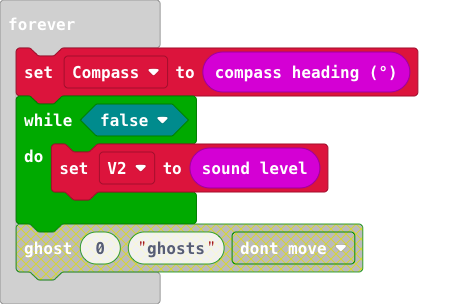 forever
set Compass to compass heading (°)
while false
do set V2 to sound level
ghost 0 "ghosts" dont move